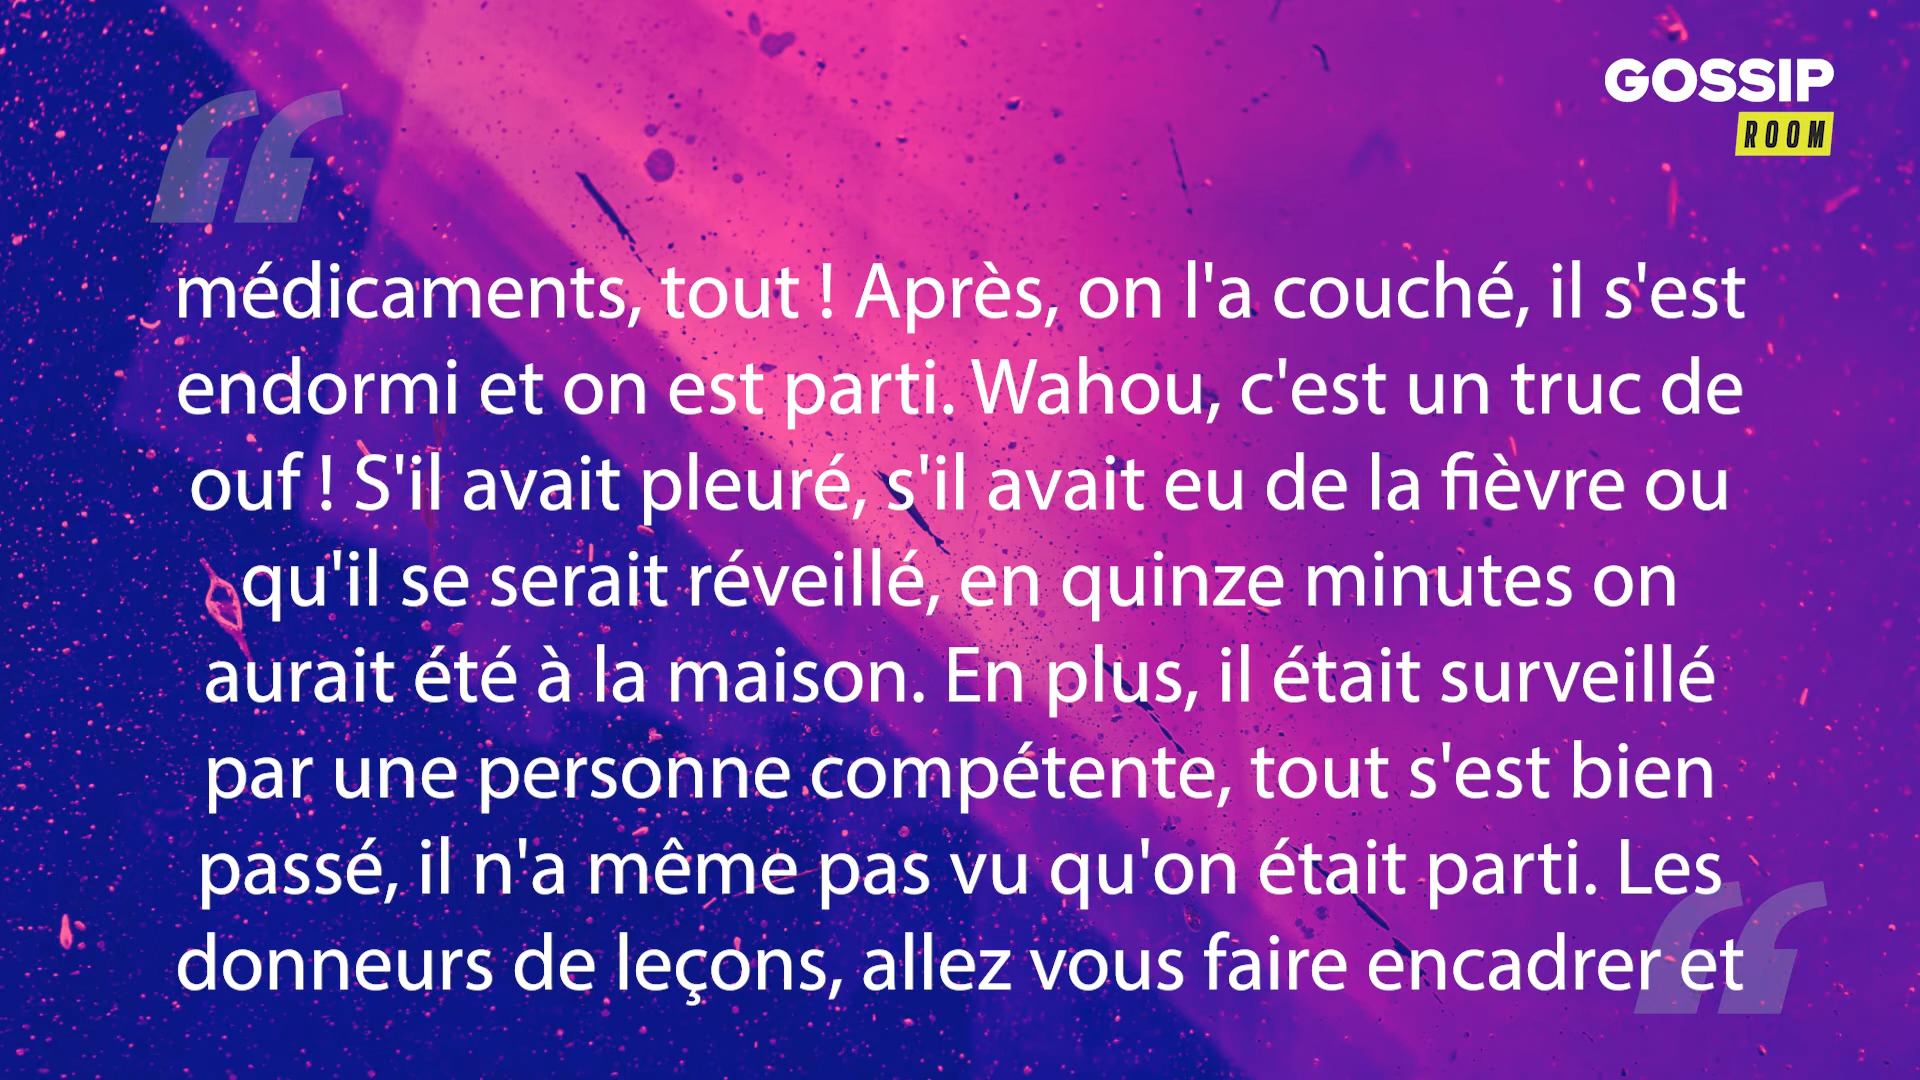 GOSSIP
ROOM
médicaments, tout ! Après, on l'a couché, il s'est
endormi et on est parti. Wahou, c'est un truc de
ouf ! S'il avait pleuré, s'il avait eu de la fièvre ou
qu'il se serait réveillé, en quinze minutes on
aurait été à la maison. En plus, il était surveillé
par une personne compétente, tout s'est bien
passé, il n'a même pas vu qu'on était parti. Les
donneurs de leçons, allez vous faire encadrer et